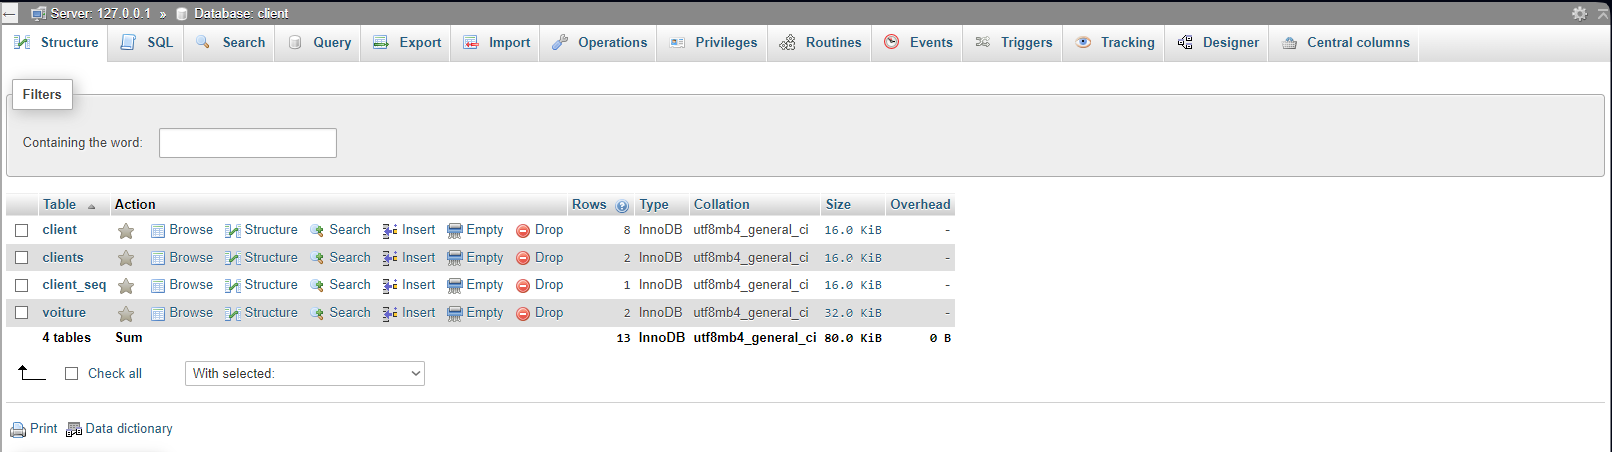 Server: 127.0.0.1 » Database: client
Structure SQL Search Query Export Import Operations Privileges Routines Events Triggers Tracking Designer Central columns
Filters
Containing the word:
Table Action Rows Type Collation Size Overhead
client Browse Structure Search Insert Empty Drop 8 InnoDB utf8mb4_general_ci 16.0 KiB -
clients Browse Structure Search Insert Empty Drop 2 InnoDB utf8mb4_general_ci 16.0 KiB -
client_seq Browse Structure Search Insert Empty Drop 1 InnoDB utf8mb4_general_ci 16.0 KiB -
voiture Browse Structure Search Insert Empty Drop 2 InnoDB utf8mb4_general_ci 32.0 KiB -
4 tables Sum 13 InnoDB utf8mb4_general_ci 80.0 KiB 0 B
Check all With selected:
Print Data dictionary